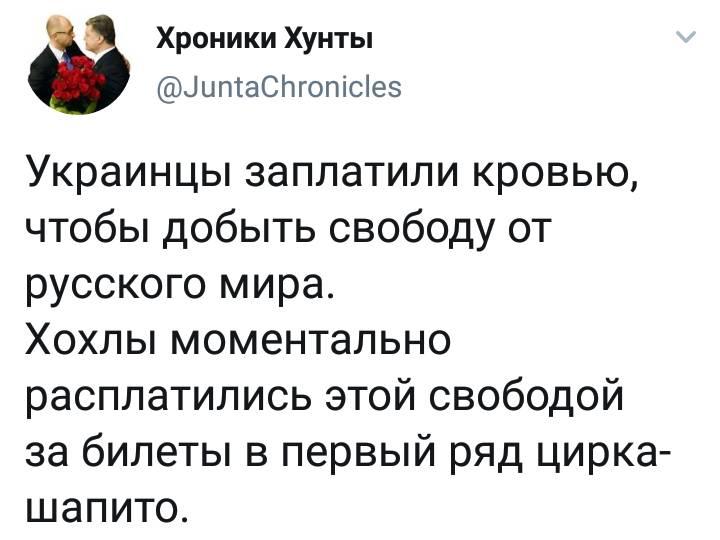 Хроники Хунты
@JuntaChronicles
Украинцы заплатили кровью,
чтобы добыть свободу от
русского мира.
Хохлы моментально
расплатились этой свободой
за билеты в первый ряд цирка-
шапито.